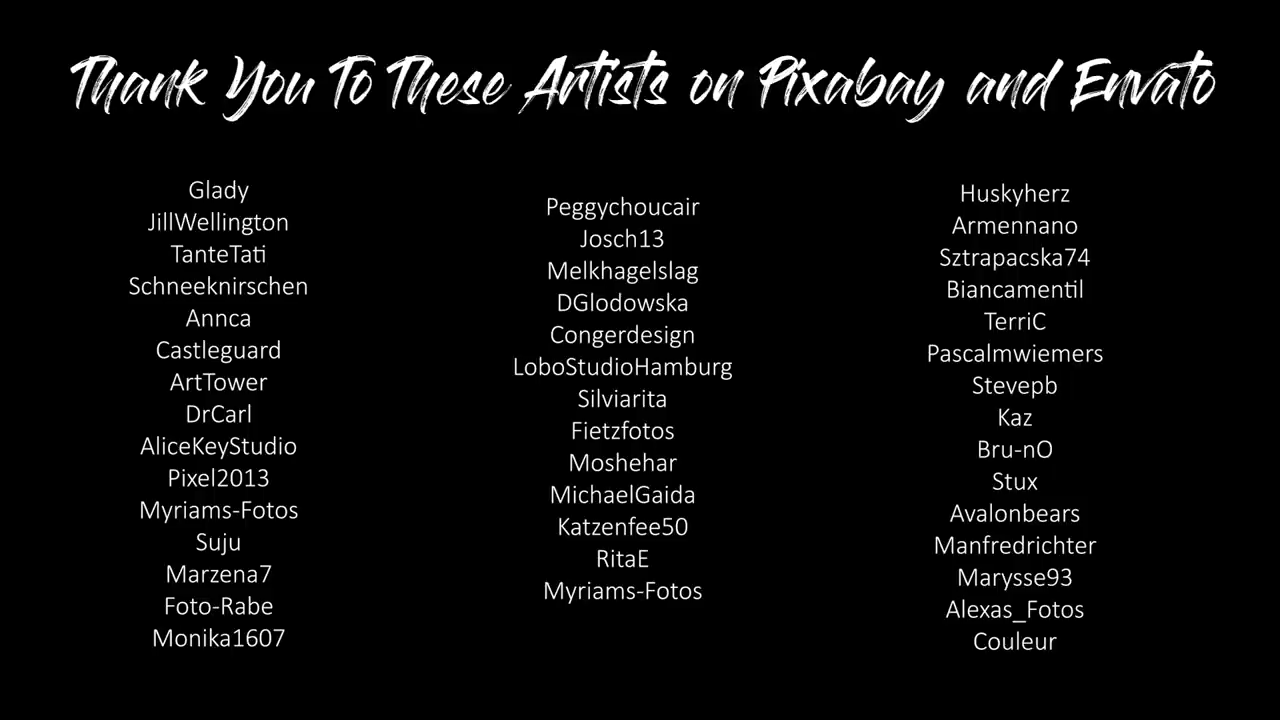 Thank You To These Artists on Pixabay and Envato
Glady
JillWellington
TanteTati
Schneeknirschen
Annca
Castleguard
ArtTower
DrCarl
AliceKeyStudio
Pixel2013
Myriams-Fotos
Suju
Marzena7
Foto-Rabe
Monika1607
Peggychoucair
Josch13
Melkhagelslag
DGlodowska
Congerdesign
LoboStudioHamburg
Silviarita
Fietzfotos
Moshehar
MichaelGaida
Katzenfee50
RitaE
Myriams-Fotos
Huskyherz
Armennano
Sztrapacska74
Biancamentil
TerriC
Pascalmwiemers
Stevepb
Kaz
Bru-nO
Stux
Avalonbears
Manfredrichter
Marysse93
Alexas_Fotos
Couleur